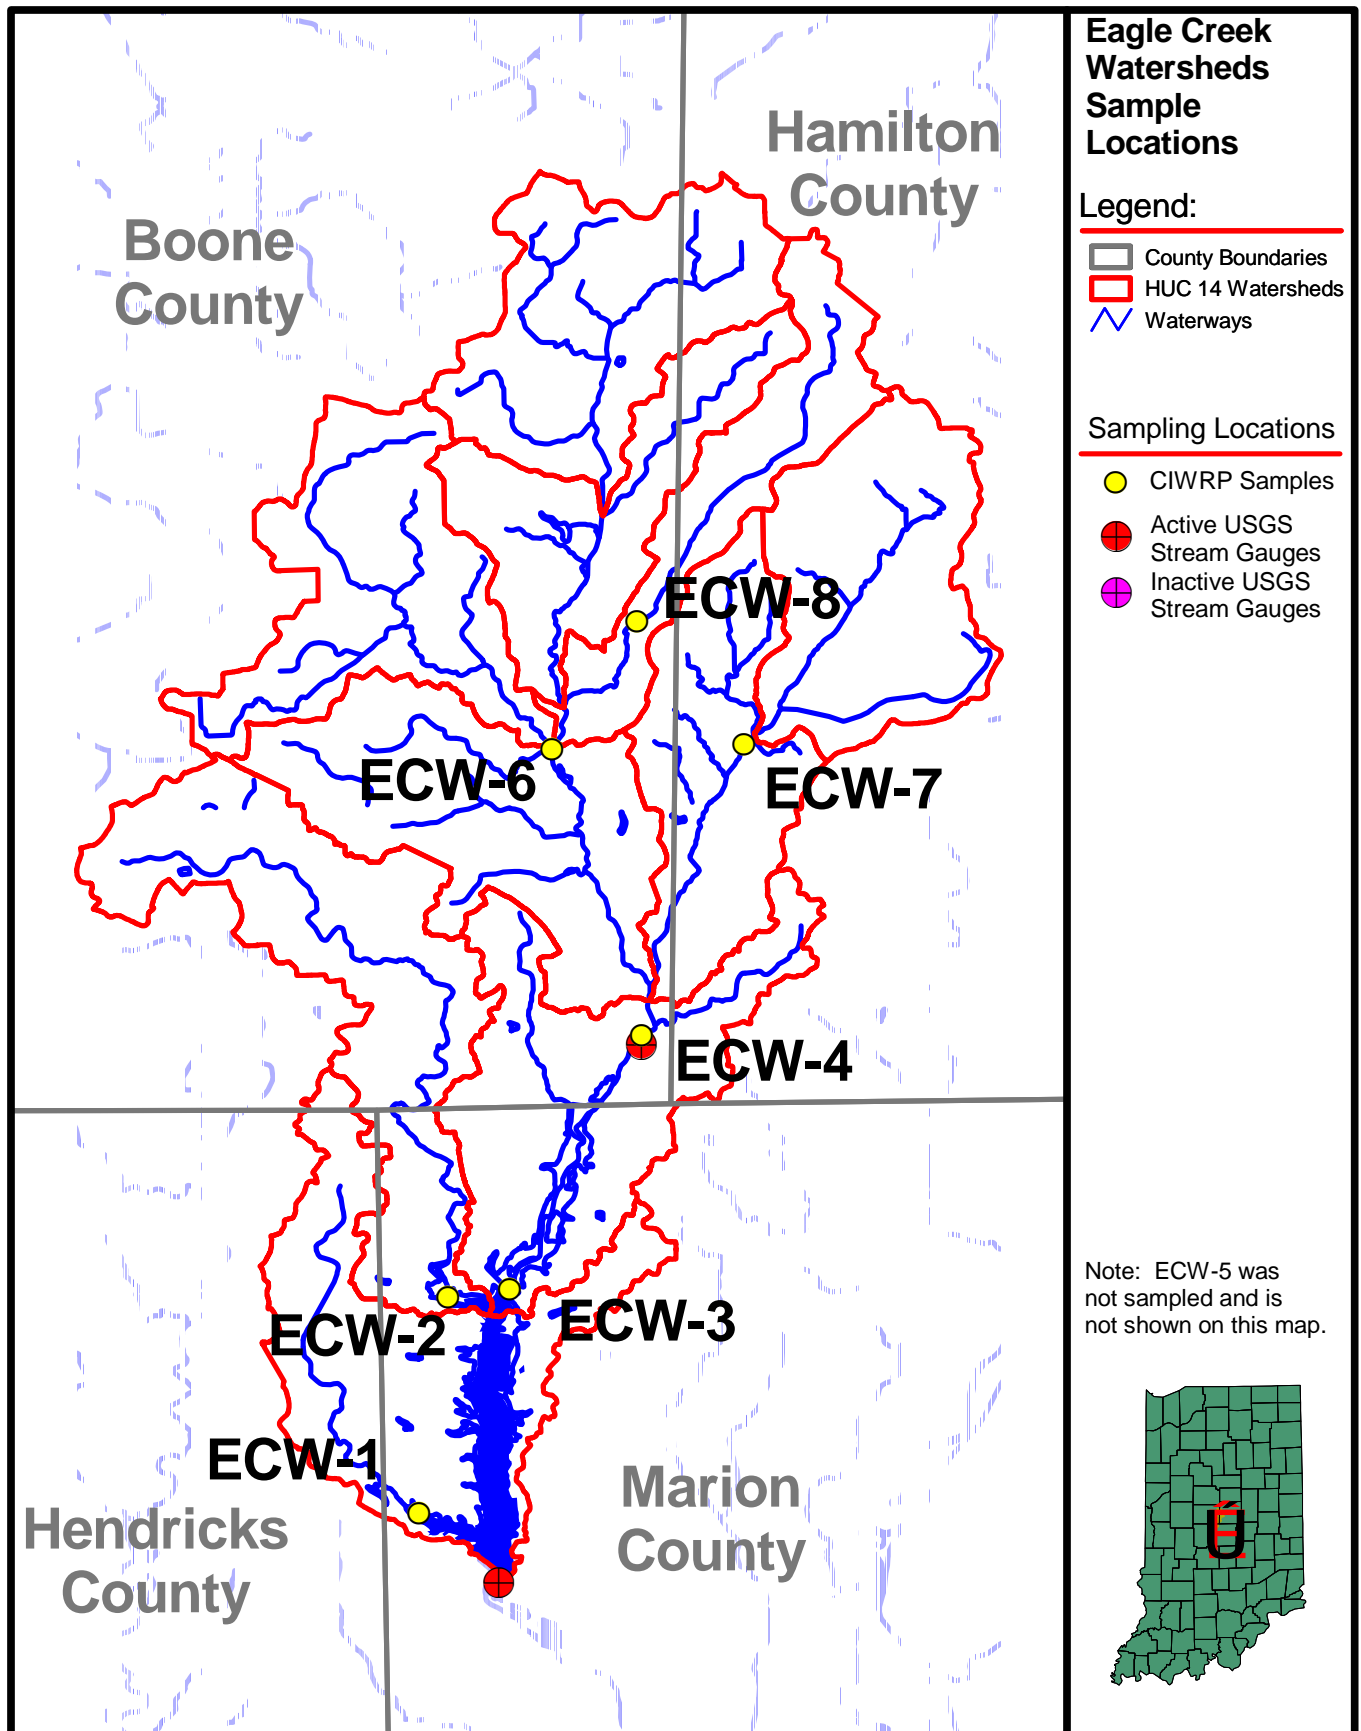 Eagle Creek
Watersheds
Sample
Locations
Legend:
County Boundaries
HUC 14 Watersheds
Waterways
Sampling Locations
CIWRP Samples
Active USGS
Stream Gauges
Inactive USGS
Stream Gauges
Note: ECW-5 was
not sampled and is
not shown on this map.
Hamilton
County
Boone
County
ECW-8
ECW-6
ECW-7
ECW-4
ECW-2
ECW-3
ECW-1
Marion
County
Hendricks
County